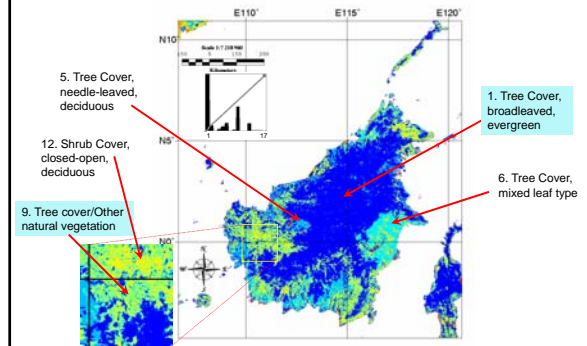 E110° E115° E120°
N10°
Kilometers
1 17
5. Tree Cover,
needle-leaved,
deciduous
1. Tree Cover,
broadleaved,
evergreen
12. Shrub Cover,
closed-open,
deciduous
N5°
6. Tree Cover,
mixed leaf type
9. Tree cover/Other
natural vegetation
N0°